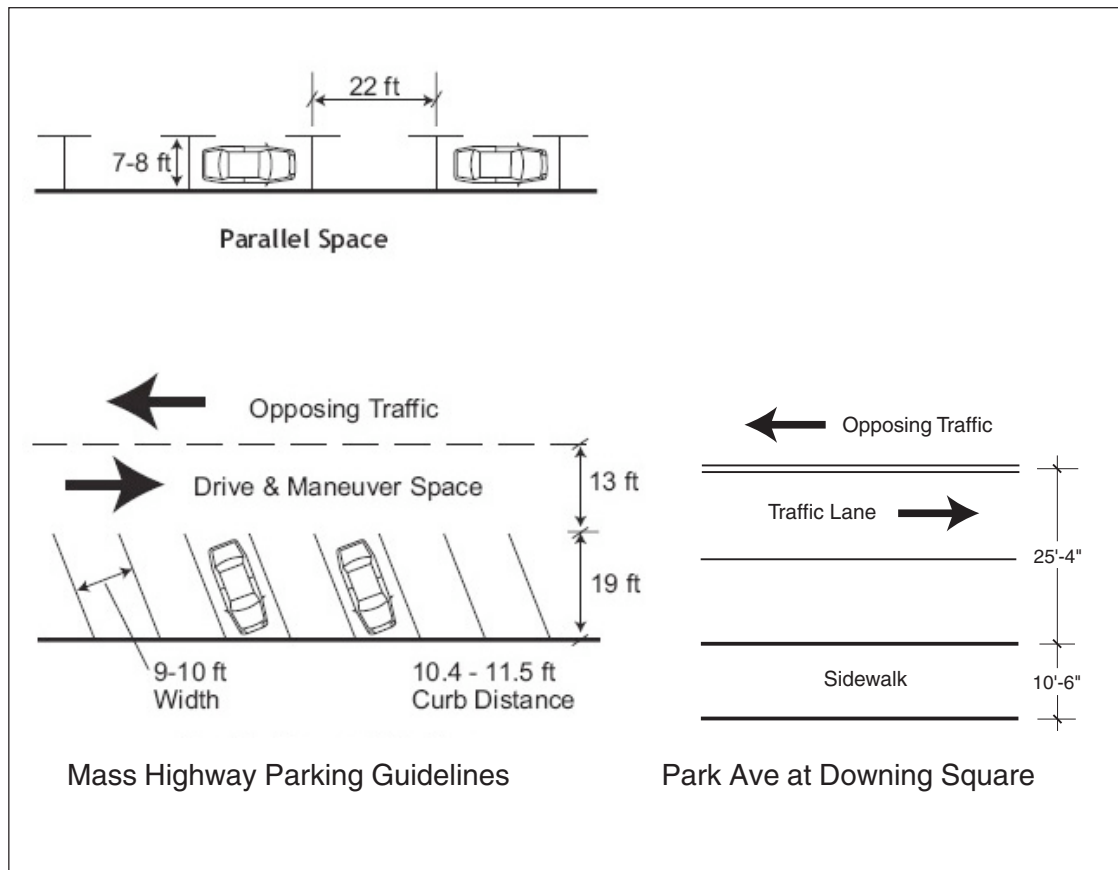 22 ft
7-8 ft
Parallel Space
Opposing Traffic
Drive & Maneuver Space
13 ft
19 ft
9-10 ft
Width
10.4 - 11.5 ft
Curb Distance
Mass Highway Parking Guidelines
Opposing Traffic
Traffic Lane
25'-4"
Sidewalk
10'-6"
Park Ave at Downing Square